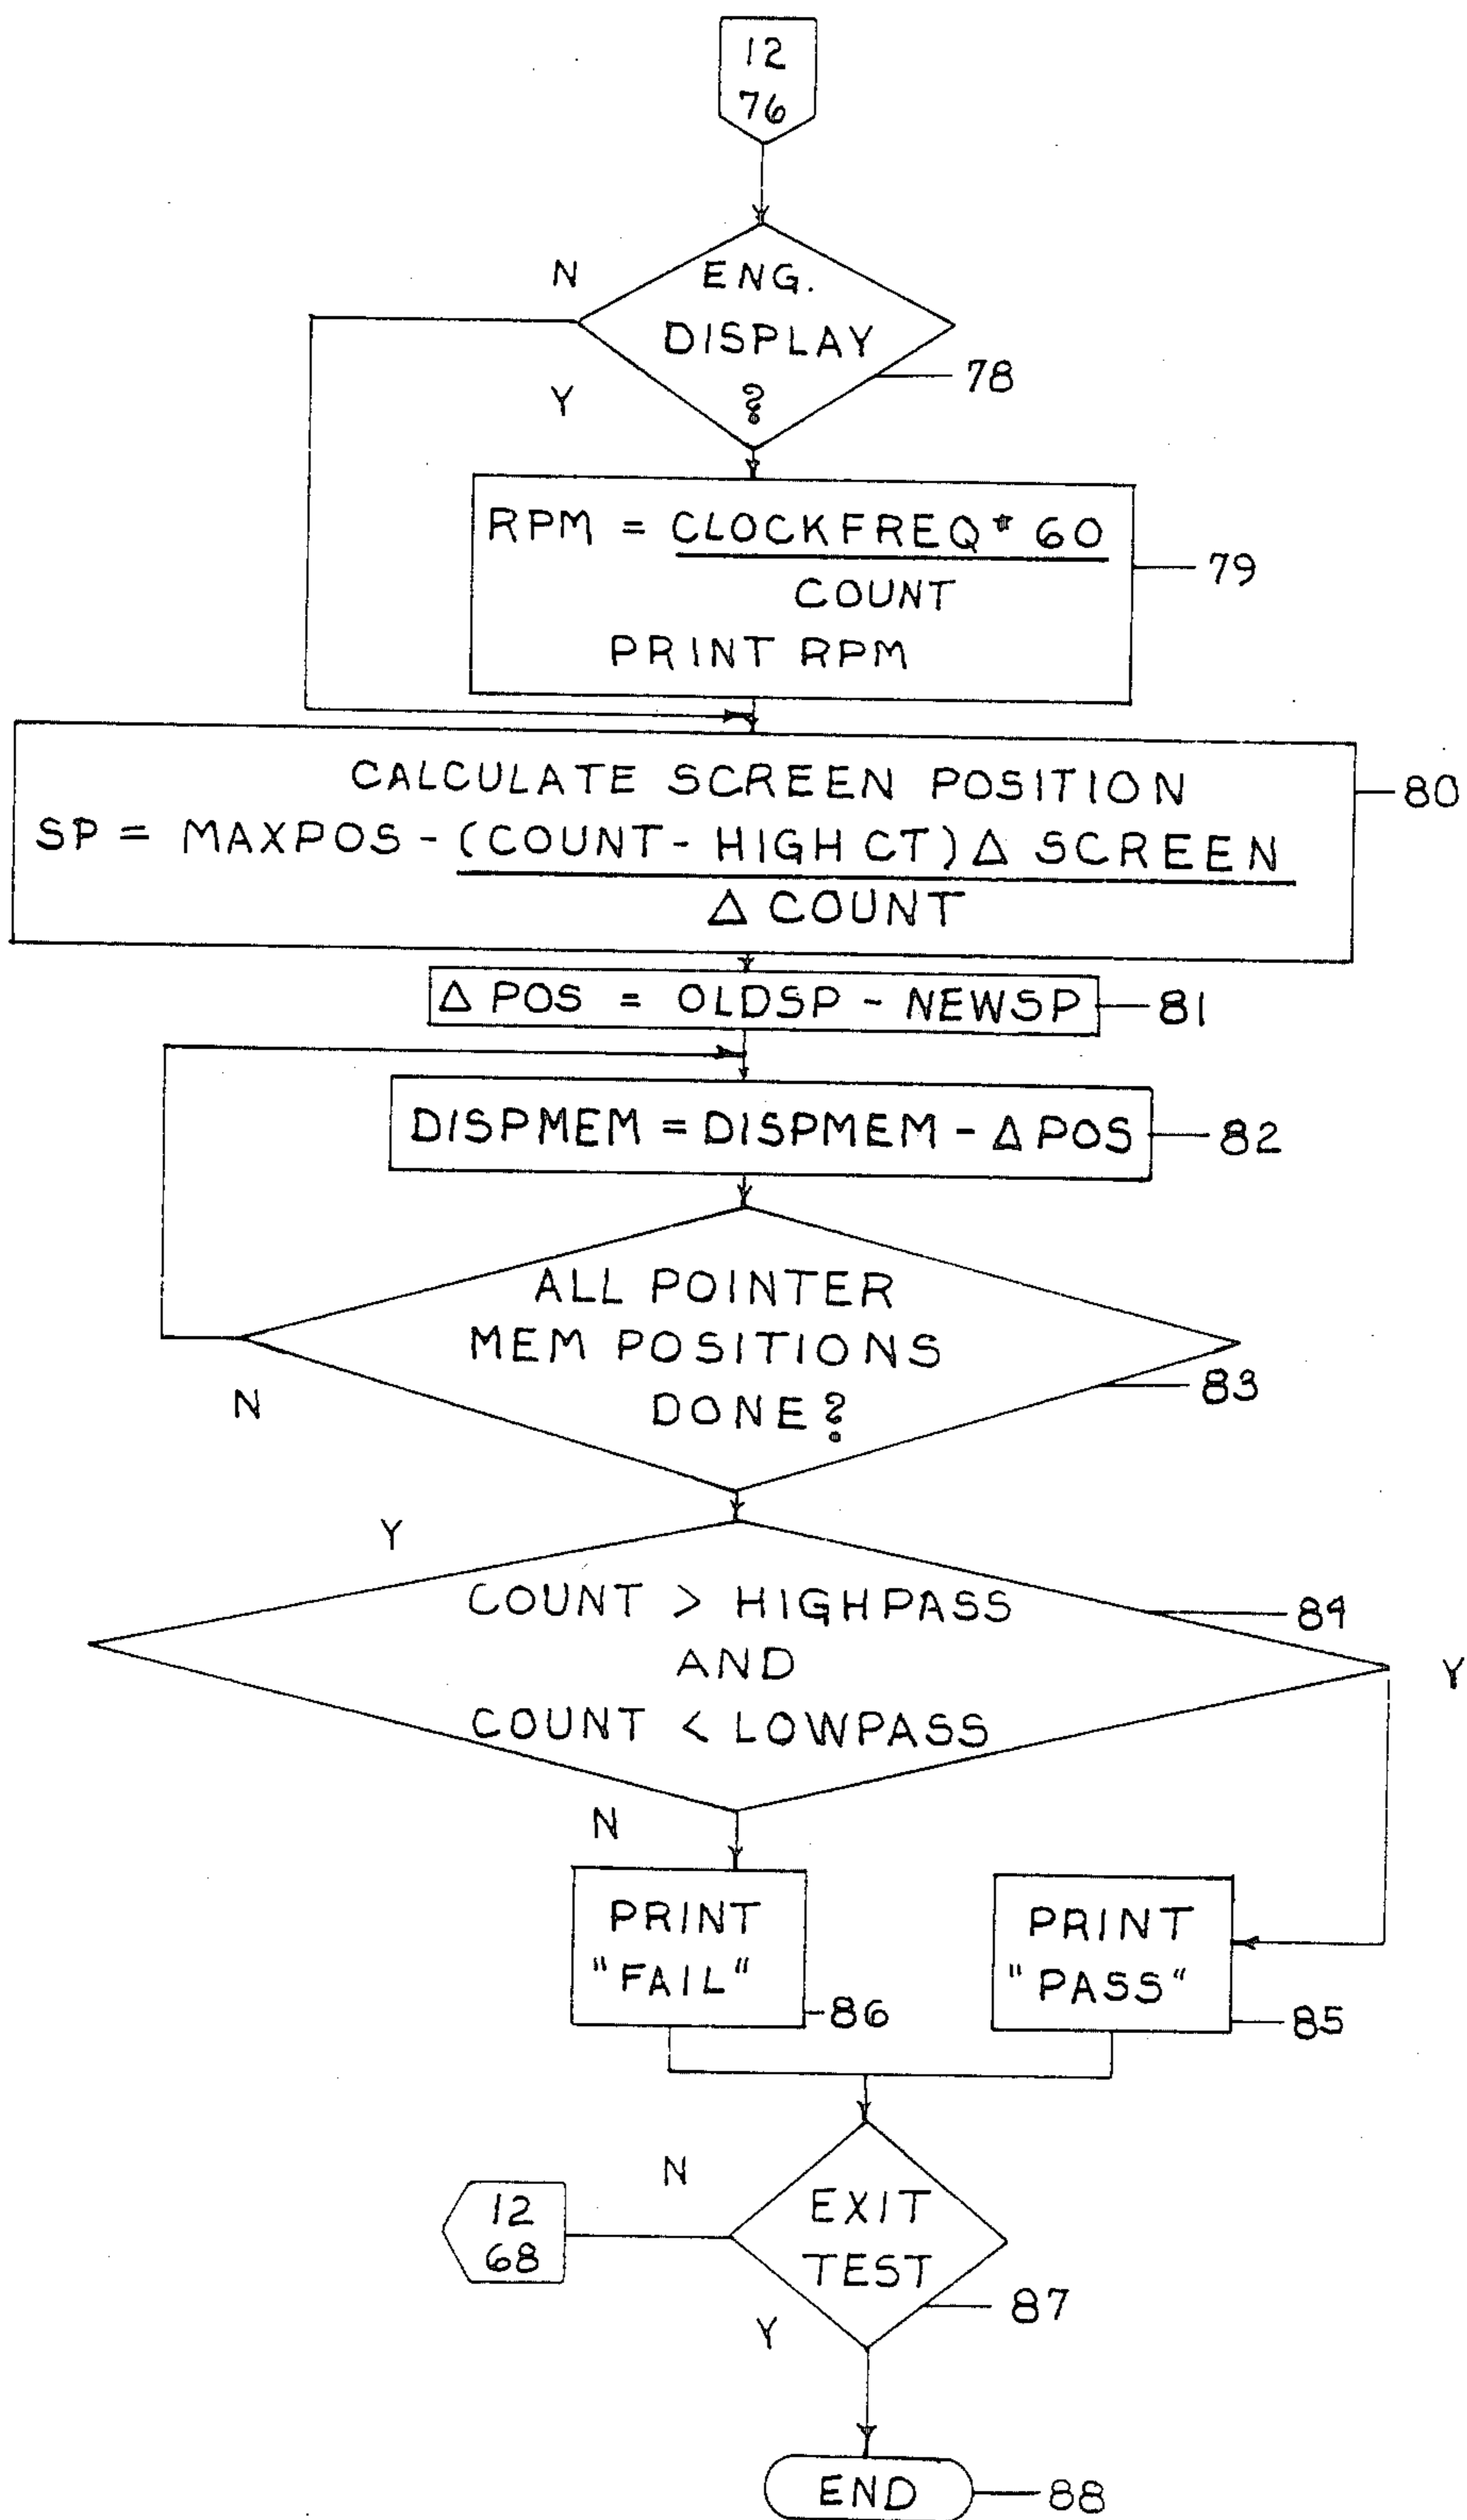 12
76
N
ENG.
DISPLAY
?
78
Y
RPM = CLOCKFREQ * 60
COUNT
PRINT RPM
79
CALCULATE SCREEN POSITION
80
SP = MAXPOS - (COUNT - HIGH CT) Δ SCREEN
Δ COUNT
Δ POS = OLDSP - NEWSP
81
DISPMEM = DISPMEM - Δ POS
82
ALL POINTER
MEM POSITIONS
DONE?
83
N
Y
COUNT > HIGHPASS
84
AND
Y
COUNT < LOWPASS
N
PRINT
"FAIL"
86
PRINT
"PASS"
85
N
12
68
EXIT
TEST
87
Y
END
88